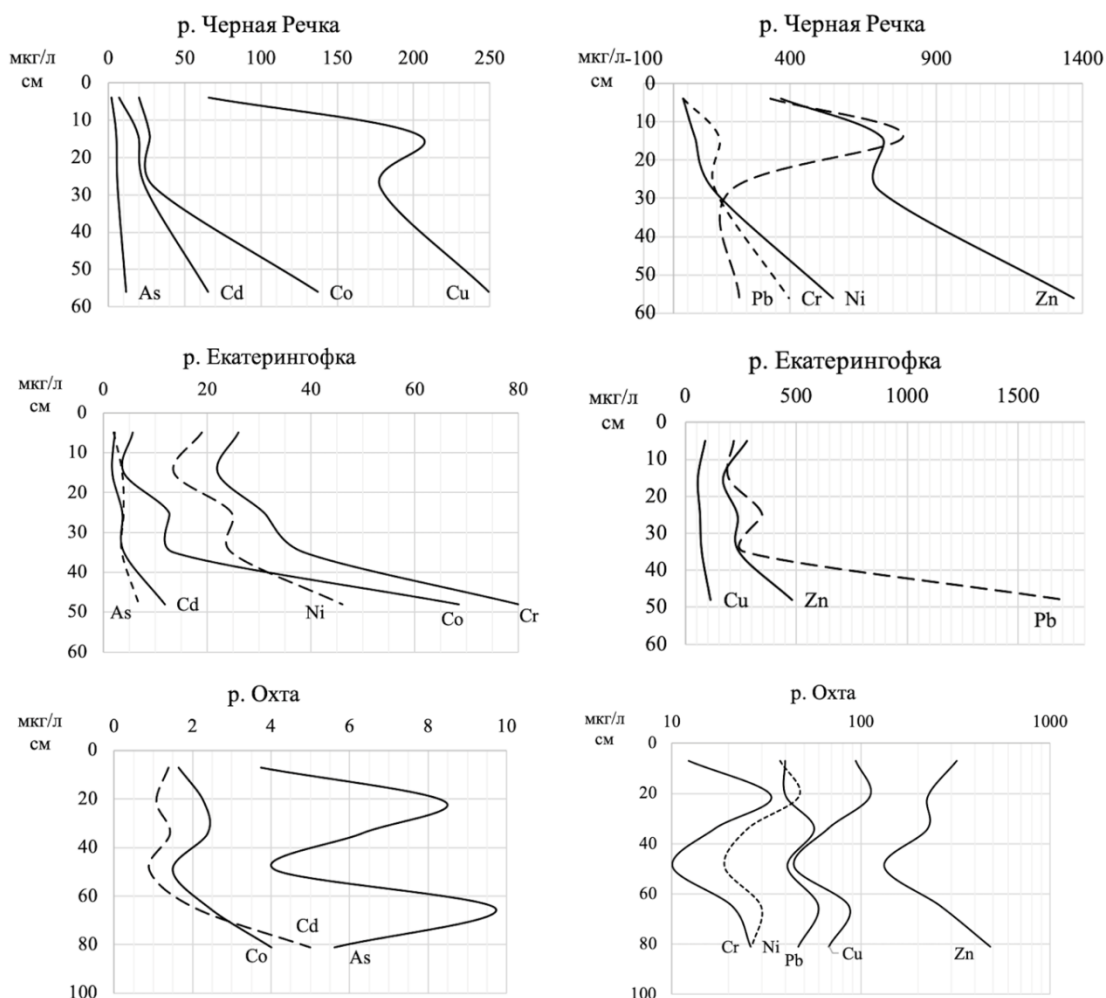 р. Черная Речка
мкг/л 0 50 100 150 200 250
см
0
10
20
30
40
50
60
As Cd Co Cu
р. Черная Речка
мкг/л -100 400 900 1400
см
0
10
20
30
40
50
60
Pb Cr Ni Zn
р. Екатерингофка
мкг/л 0 20 40 60 80
см
0
10
20
30
40
50
60
As Cd Ni Co Cr
р. Екатерингофка
мкг/л 0 500 1000 1500
см
0
10
20
30
40
50
60
Cu Zn Pb
р. Охта
мкг/л 0 2 4 6 8 10
см
0
20
40
60
80
100
Co Cd As
р. Охта
мкг/л 10 100 1000
см
0
20
40
60
80
100
Cr Ni Pb Cu Zn